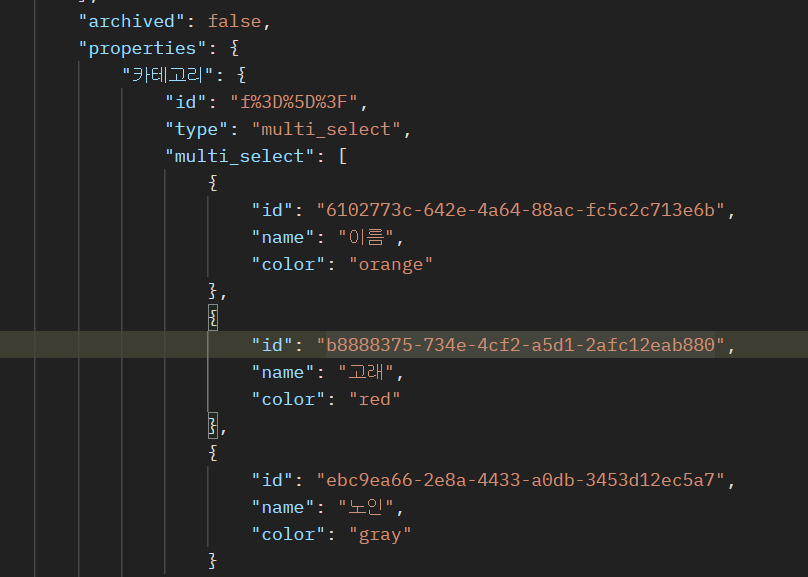 "archived": false,
"properties": {
"카테고리": {
"id": "f%3D%5D%3F",
"type": "multi_select",
"multi_select": [
{
"id": "6102773c-642e-4a64-88ac-fc5c2c713e6b",
"name": "이름",
"color": "orange"
},
{
"id": "b8888375-734e-4cf2-a5d1-2afc12eab880",
"name": "고래",
"color": "red"
},
{
"id": "ebc9ea66-2e8a-4433-a0db-3453d12ec5a7",
"name": "노인",
"color": "gray"
}